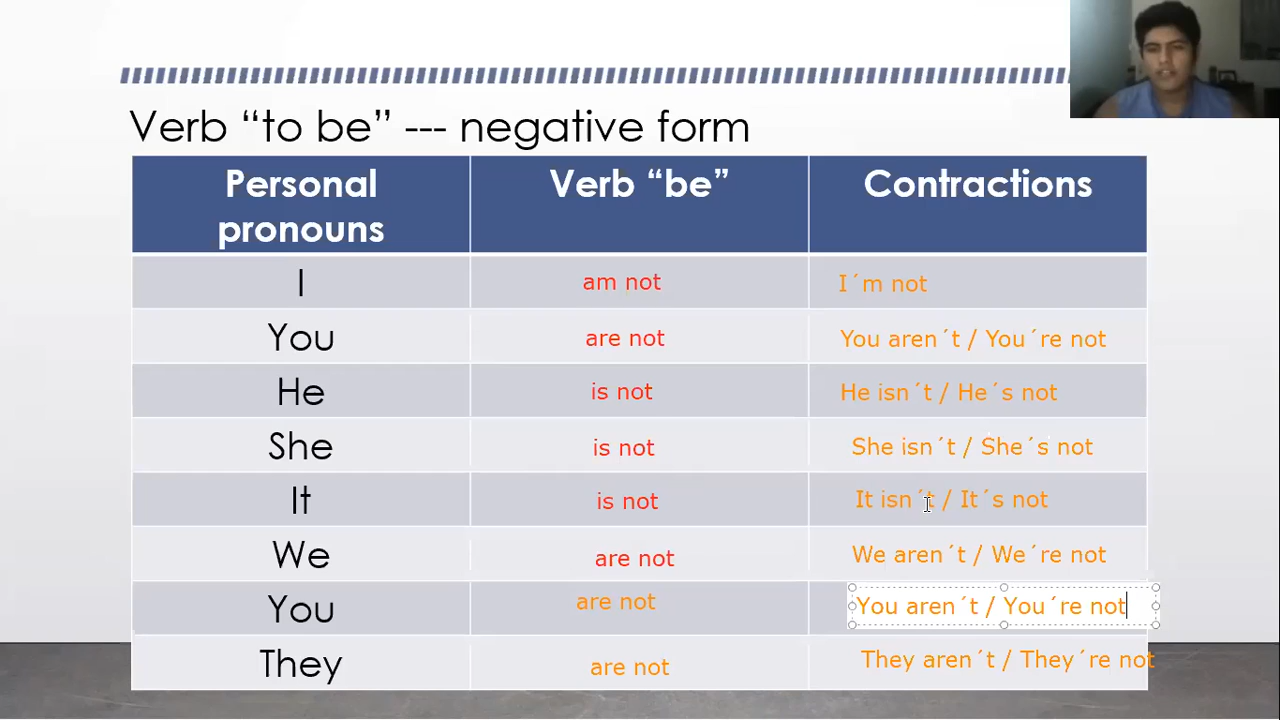 Verb “to be” --- negative form
Personal pronouns Verb “be” Contractions
I am not I´m not
You are not You aren´t / You´re not
He is not He isn´t / He´s not
She is not She isn´t / She´s not
It is not It isn´t / It´s not
We are not We aren´t / We´re not
You are not You aren´t / You´re not
They are not They aren´t / They´re not